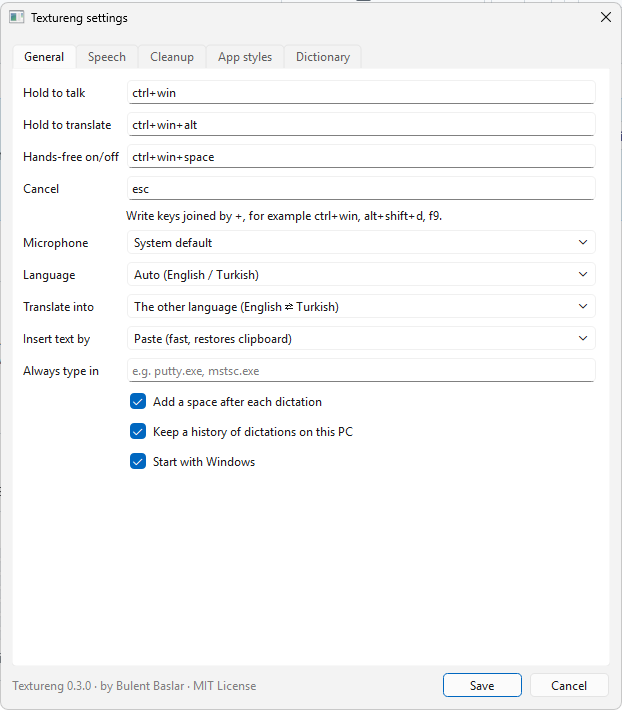 Textureng settings
General Speech Cleanup App styles Dictionary
Hold to talk ctrl+win
Hold to translate ctrl+win+alt
Hands-free on/off ctrl+win+space
Cancel esc
Write keys joined by +, for example ctrl+win, alt+shift+d, f9.
Microphone System default
Language Auto (English / Turkish)
Translate into The other language (English ⇄ Turkish)
Insert text by Paste (fast, restores clipboard)
Always type in e.g. putty.exe, mstsc.exe
Add a space after each dictation
Keep a history of dictations on this PC
Start with Windows
Textureng 0.3.0 · by Bulent Baslar · MIT License Save Cancel